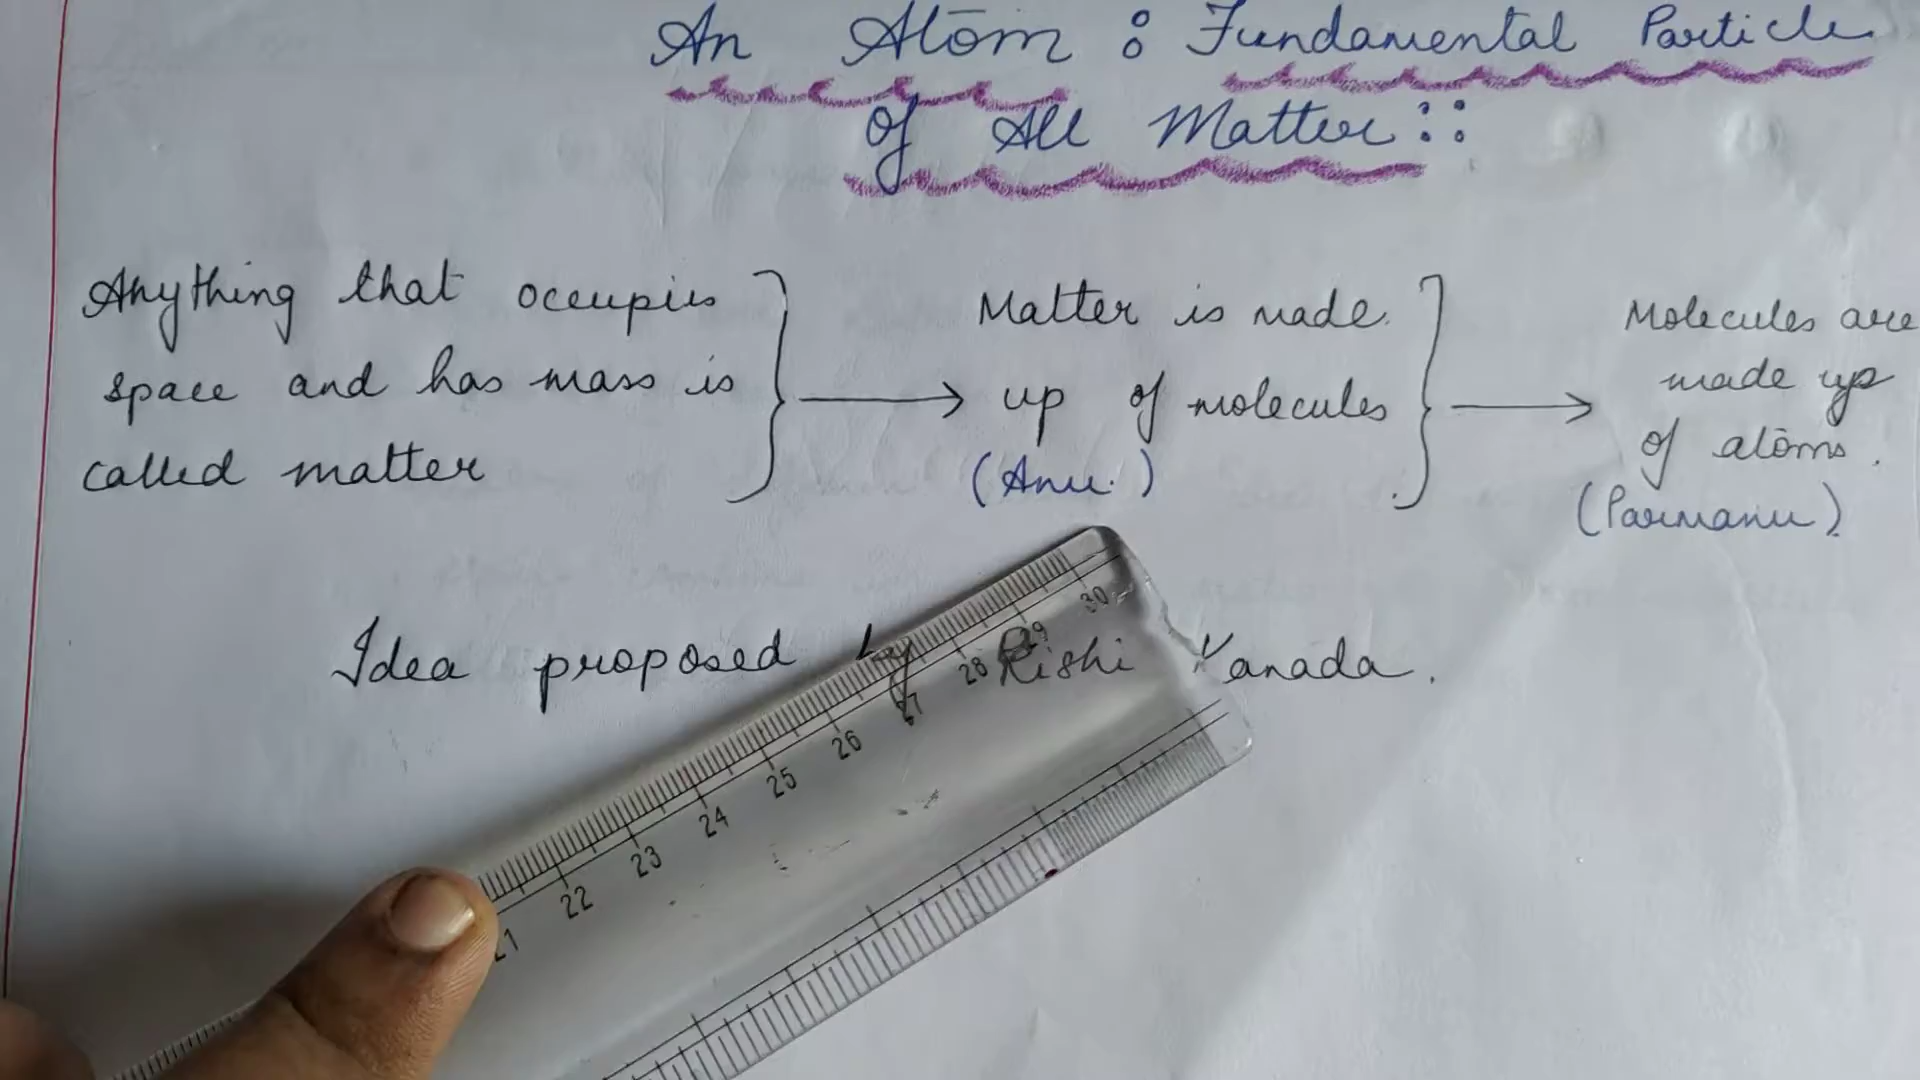 An Atom : Fundamental Particle
of All Matter ::
Anything that occupies
space and has mass is
called matter
Matter is made
up of molecules
(Anu.)
Molecules are
made up
of atoms.
(Parmanu)
Idea proposed by Rishi Kanada.
30
29
28
27
26
25
24
23
22
21